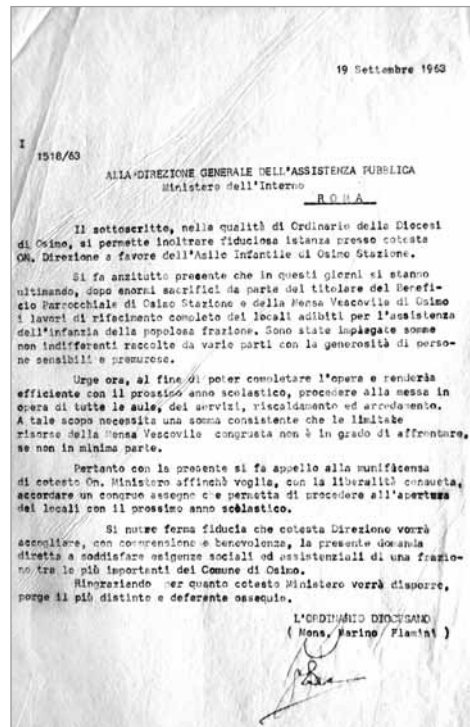 19 Settembre 1963
I
1518/63
ALLA DIREZIONE GENERALE DELL'ASSISTENZA PUBBLICA
Ministero dell'Interno
R O M A
Il sottoscritto, nella qualità di Ordinario della Diocesi
di Osimo, si permette inoltrare fiduciosa istanza presso cotesta
ON. Direzione a favore dell'Asilo Infantile di Osimo Stazione.
Si fa anzitutto presente che in questi giorni si stanno
ultimando, dopo enormi sacrifici da parte del titolare del Benefi-
cio Parrocchiale di Osimo Stazione e della Mensa Vescovile di Osimo
i lavori di rifacimento completo dei locali adibiti per l'assistenza
dell'infanzia della popolosa frazione. Sono state impiegate somme
non indifferenti raccolte da varie parti con la generosità di perso-
ne sensibili e premurose.
Urge ora, al fine di poter completare l'opera e renderla
efficiente con il prossimo anno scolastico, procedere alla messa in
opera di tutte le aule, dei servizi, riscaldamento ed arredamento.
A tale scopo necessita una somma consistente che le limitate
risorse della Mensa Vescovile congruata non è in grado di affrontare,
se non in minima parte.
Pertanto con la presente si fa appello alla munificensa
di cotesto On. Ministero affinchè voglia, con la liberalità consueta,
accordare un congruo assegno che permetta di procedere all'apertura
dei locali con il prossimo anno scolastico.
Si nutre ferma fiducia che cotesta Direzione vorrà
accogliere, con comprensione e benevolenza, la presente domanda
diretta a soddisfare esigenze sociali ed assistenziali di una frazio-
ne tra le più importanti del Comune di Osimo.
Ringraziando per quanto cotesto Ministero vorrà disporre,
porge il più distinto e deferente ossequio.
L'ORDINARIO DIOCESANO
( Mons. Marino Flamini )